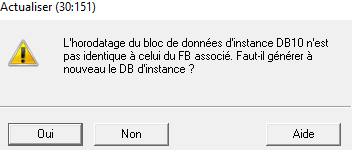 Actualiser (30:151)
L'horodatage du bloc de données d'instance DB10 n'est
pas identique à celui du FB associé. Faut-il générer à
nouveau le DB d'instance ?
Oui
Non
Aide